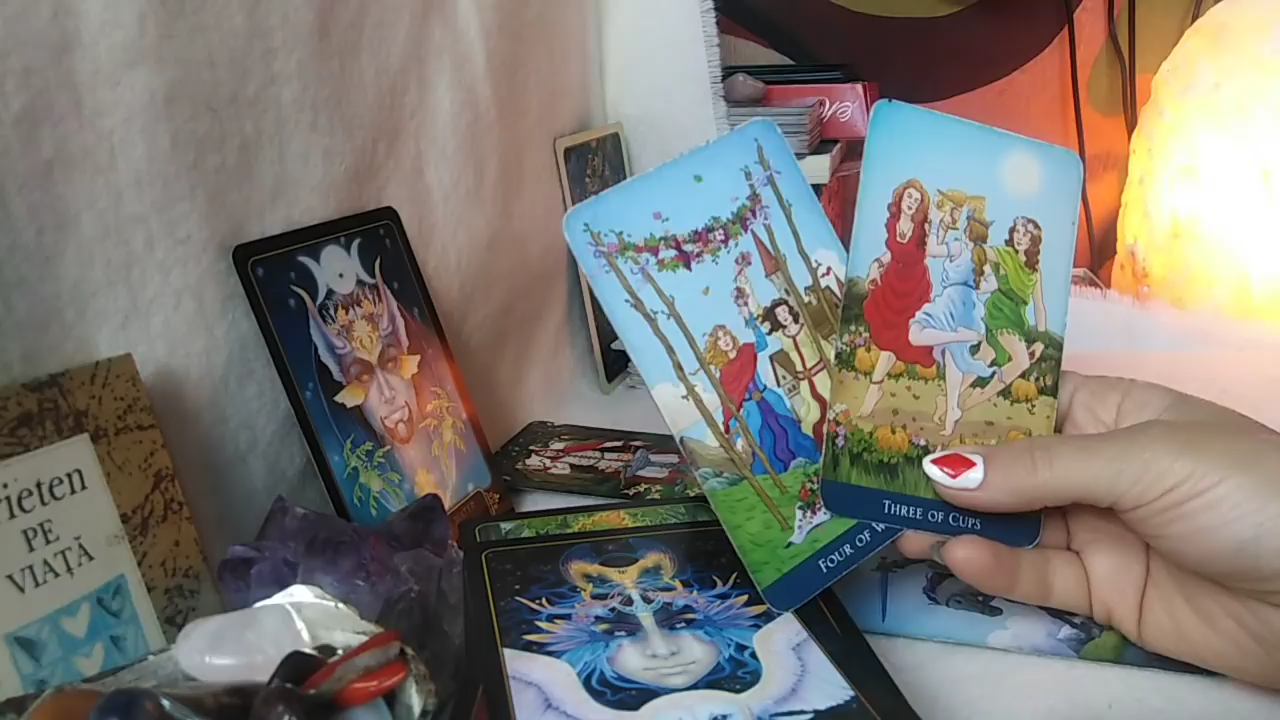 rieten
PE
VIAȚĂ
FOUR OF W
THREE OF CUPS